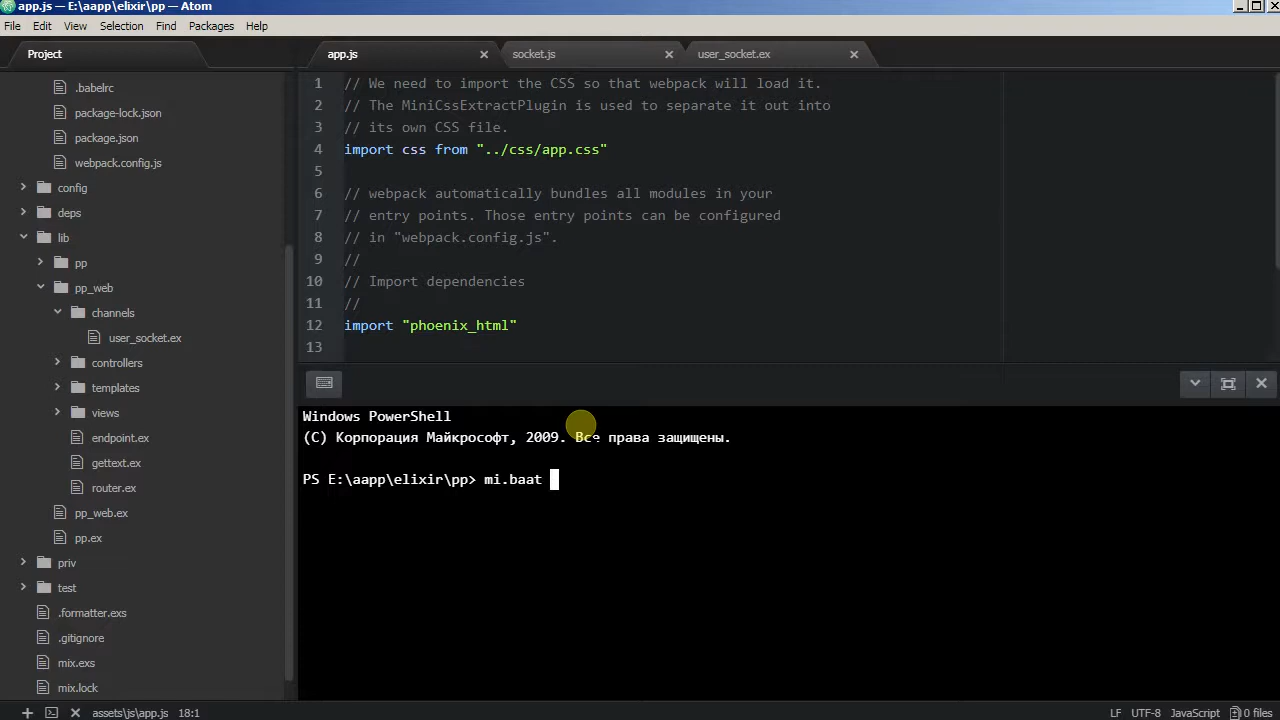 app.js — E:\aapp\elixir\pp — Atom
File Edit View Selection Find Packages Help
Project
app.js
socket.js
user_socket.ex
.babelrc
package-lock.json
package.json
webpack.config.js
config
deps
lib
pp
pp_web
channels
user_socket.ex
controllers
templates
views
endpoint.ex
gettext.ex
router.ex
pp_web.ex
pp.ex
priv
test
.formatter.exs
.gitignore
mix.exs
mix.lock
1 // We need to import the CSS so that webpack will load it.
2 // The MiniCssExtractPlugin is used to separate it out into
3 // its own CSS file.
4 import css from "../css/app.css"
5
6 // webpack automatically bundles all modules in your
7 // entry points. Those entry points can be configured
8 // in "webpack.config.js".
9 //
10 // Import dependencies
11 //
12 import "phoenix_html"
13
Windows PowerShell
(C) Корпорация Майкрософт, 2009. Все права защищены.
PS E:\aapp\elixir\pp> mi.baat
assets\js\app.js 18:1 LF UTF-8 JavaScript 0 files